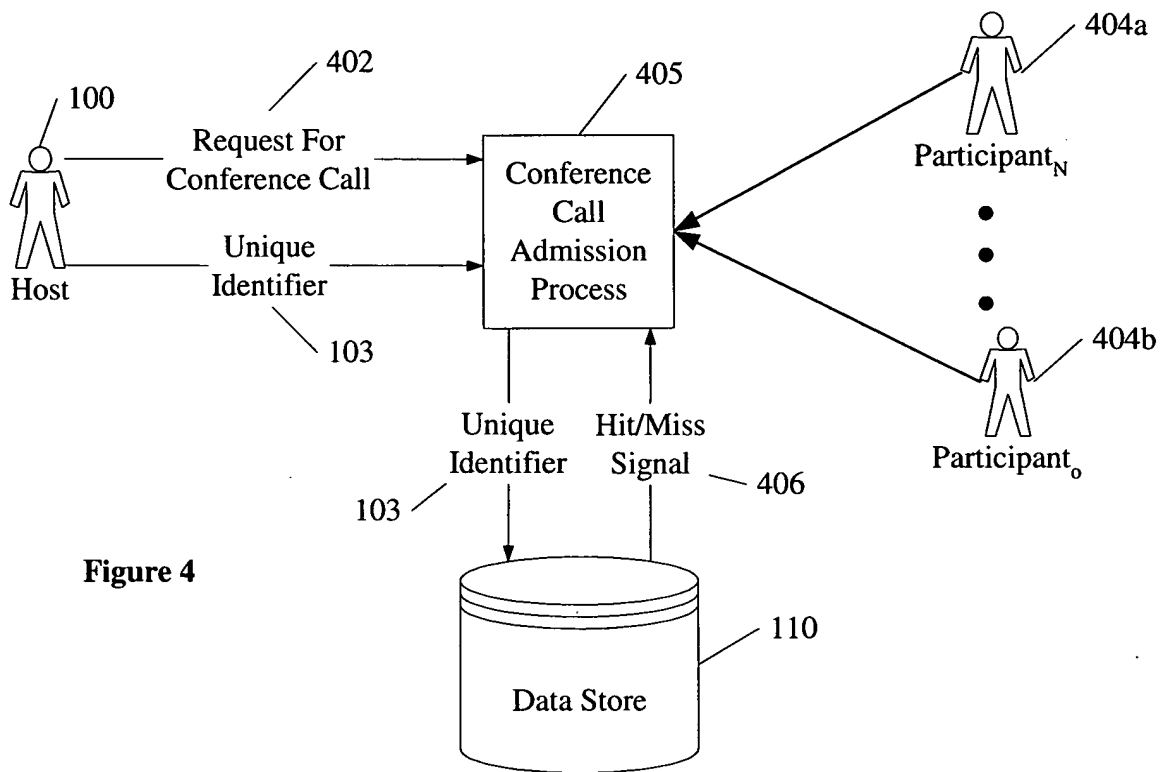 402
405
404a
100
Request For
Conference Call
Conference
Call
Admission
Process
Participant_N
Unique
Identifier
Host
103
404b
Unique
Identifier
Hit/Miss
Signal
Participant_o
103
406
Figure 4
110
Data Store